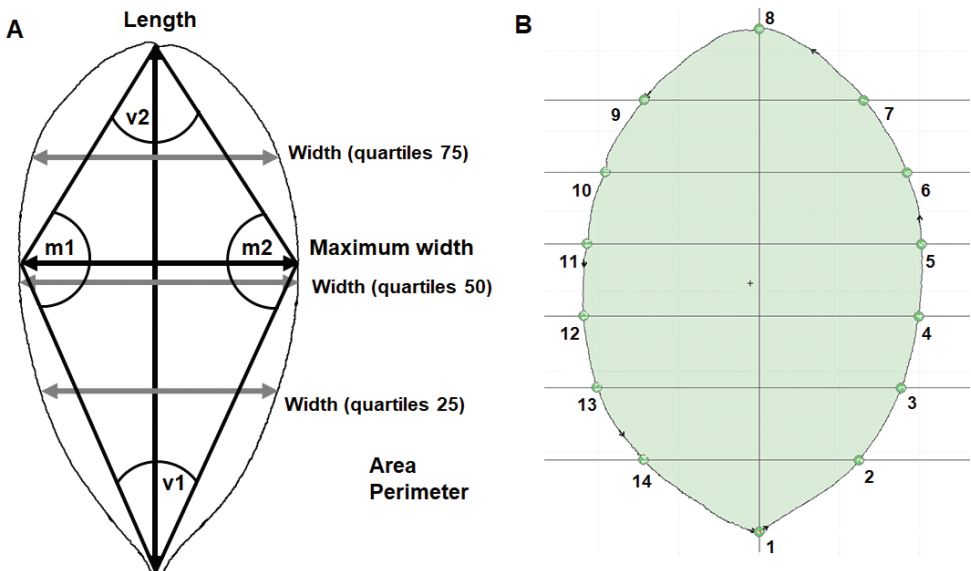 A
Length
v2
Width (quartiles 75)
m1
m2
Maximum width
Width (quartiles 50)
Width (quartiles 25)
v1
Area
Perimeter
B
8
9
7
10
6
11
5
12
4
13
3
14
2
1